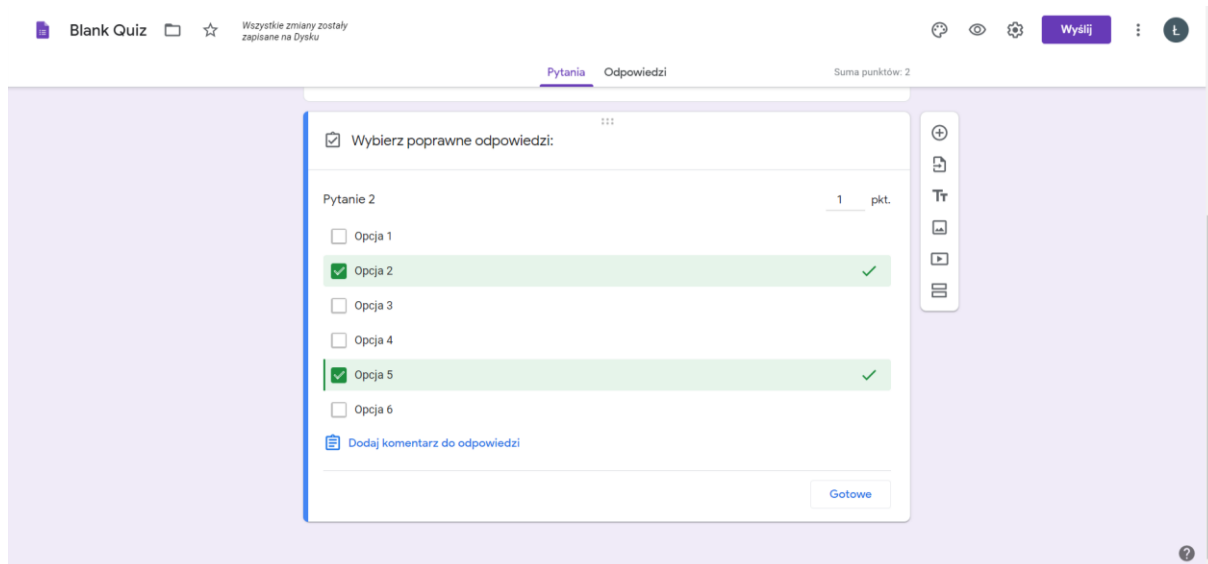 Blank Quiz
Wszystkie zmiany zostały
zapisane na Dysku
Wyślij
Ł
Pytania Odpowiedzi Suma punktów: 2
Wybierz poprawne odpowiedzi:
Pytanie 2 1 pkt.
Opcja 1
Opcja 2
Opcja 3
Opcja 4
Opcja 5
Opcja 6
Dodaj komentarz do odpowiedzi
Gotowe